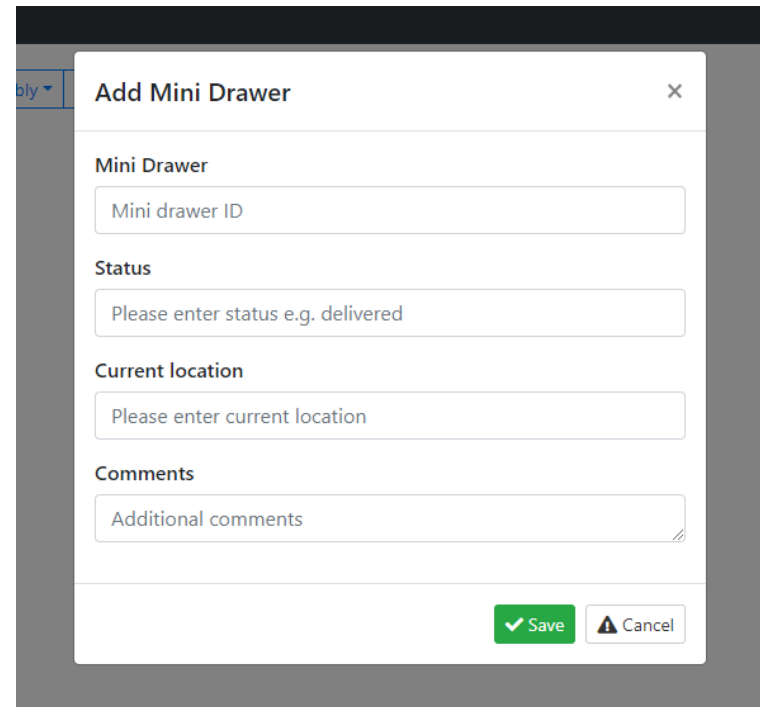 bly
Add Mini Drawer ×
Mini Drawer
Mini drawer ID
Status
Please enter status e.g. delivered
Current location
Please enter current location
Comments
Additional comments
Save Cancel